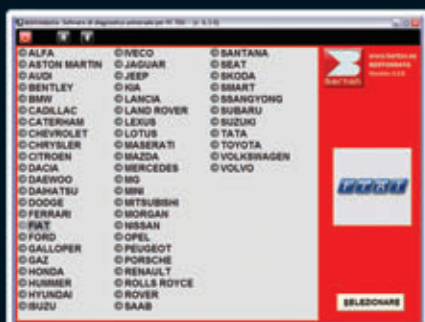 © ALFA
© ASTON MARTIN
© AUDI
© BENTLEY
© BMW
© CADILLAC
© CATERHAM
© CHEVROLET
© CHRYSLER
© CITROEN
© DACIA
© DAEWOO
© DAIHATSU
© DODGE
© FERRARI
© FIAT
© FORD
© GALLOPER
© GAZ
© HONDA
© HUMMER
© HYUNDAI
© ISUZU
© IVECO
© JAGUAR
© JEEP
© KIA
© LANCIA
© LAND ROVER
© LEXUS
© LOTUS
© MASERATI
© MAZDA
© MERCEDES
© MG
© MINI
© MITSUBISHI
© MORGAN
© NISSAN
© OPEL
© PEUGEOT
© PORSCHE
© RENAULT
© ROLLS ROYCE
© ROVER
© SAAB
© SANTANA
© SEAT
© SKODA
© SMART
© SSANGYONG
© SUBARU
© SUZUKI
© TATA
© TOYOTA
© VOLKSWAGEN
© VOLVO
SELEZIONARE